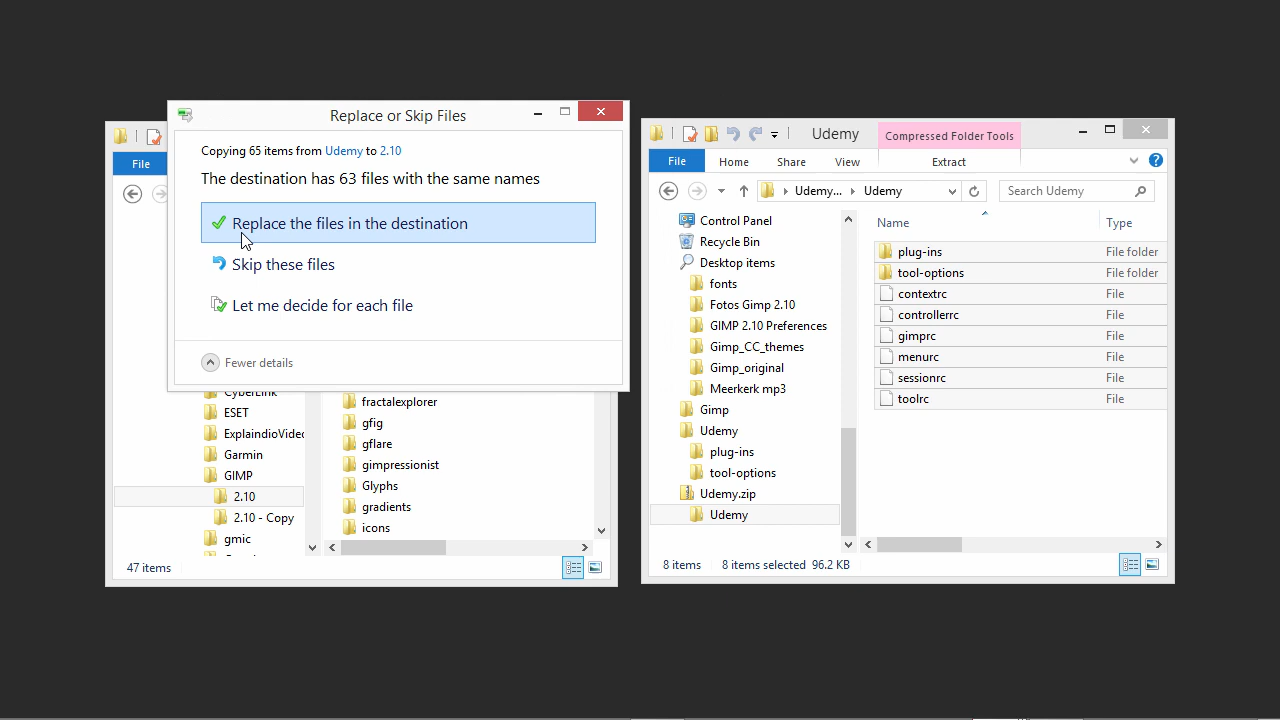 Replace or Skip Files
Copying 65 items from Udemy to 2.10
The destination has 63 files with the same names
Replace the files in the destination
Skip these files
Let me decide for each file
Fewer details
File
CyberLink
ESET
ExplaindioVideo
Garmin
GIMP
2.10
2.10 - Copy
gmic
fractalexplorer
gfig
gflare
gimpressionist
Glyphs
gradients
icons
47 items
Udemy
Compressed Folder Tools
File
Home
Share
View
Extract
Udemy...
Udemy
Search Udemy
Control Panel
Recycle Bin
Desktop items
fonts
Fotos Gimp 2.10
GIMP 2.10 Preferences
Gimp_CC_themes
Gimp_original
Meerkerk mp3
Gimp
Udemy
plug-ins
tool-options
Udemy.zip
Udemy
Name
Type
plug-ins File folder
tool-options File folder
contextrc File
controllerrc File
gimprc File
menurc File
sessionrc File
toolrc File
8 items
8 items selected 96.2 KB